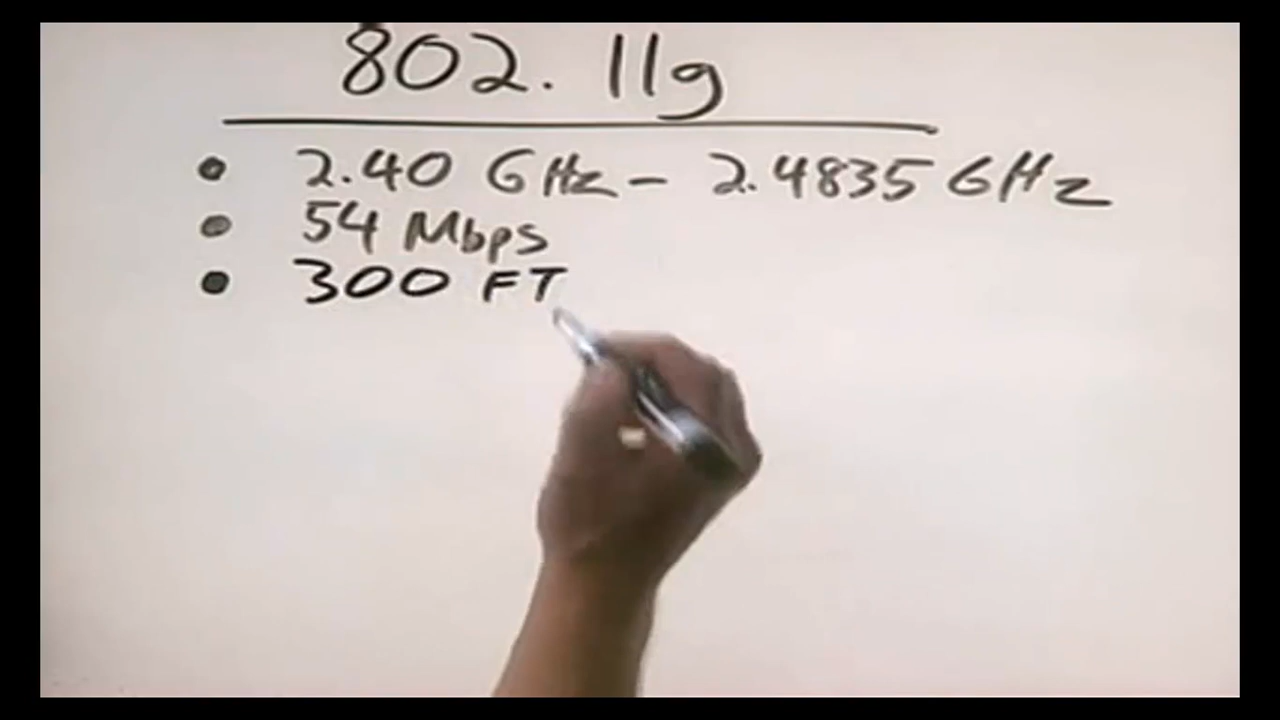 802.11g
• 2.40 GHz - 2.4835 GHz
• 54 Mbps
• 300 FT